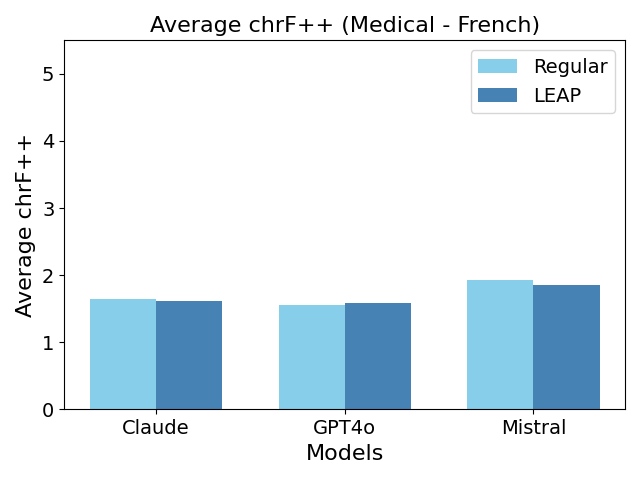 Average chrF++ (Medical - French)
Regular
LEAP
Average chrF++
5
4
3
2
1
0
Claude
GPT4o
Mistral
Models